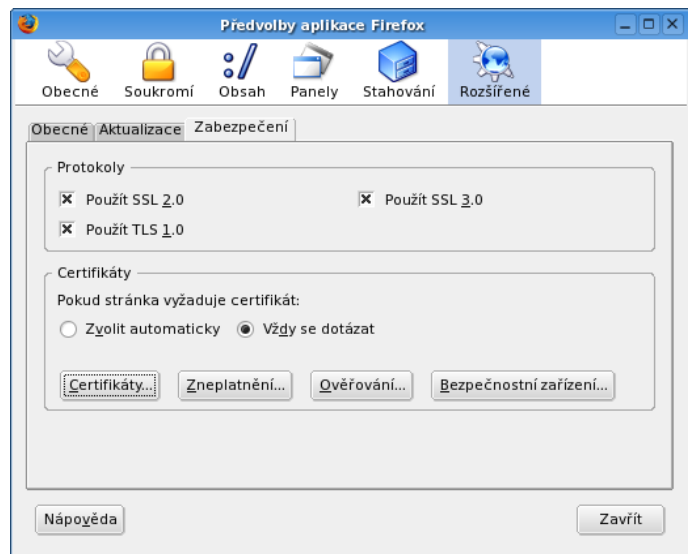 Předvolby aplikace Firefox
Obecné Soukromí Obsah Panely Stahování Rozšířené
Obecné Aktualizace Zabezpečení
Protokoly
Použít SSL 2.0 Použít SSL 3.0
Použít TLS 1.0
Certifikáty
Pokud stránka vyžaduje certifikát:
Zvolit automaticky Vždy se dotázat
Certifikáty... Zneplatnění... Ověřování... Bezpečnostní zařízení...
Nápověda Zavřít